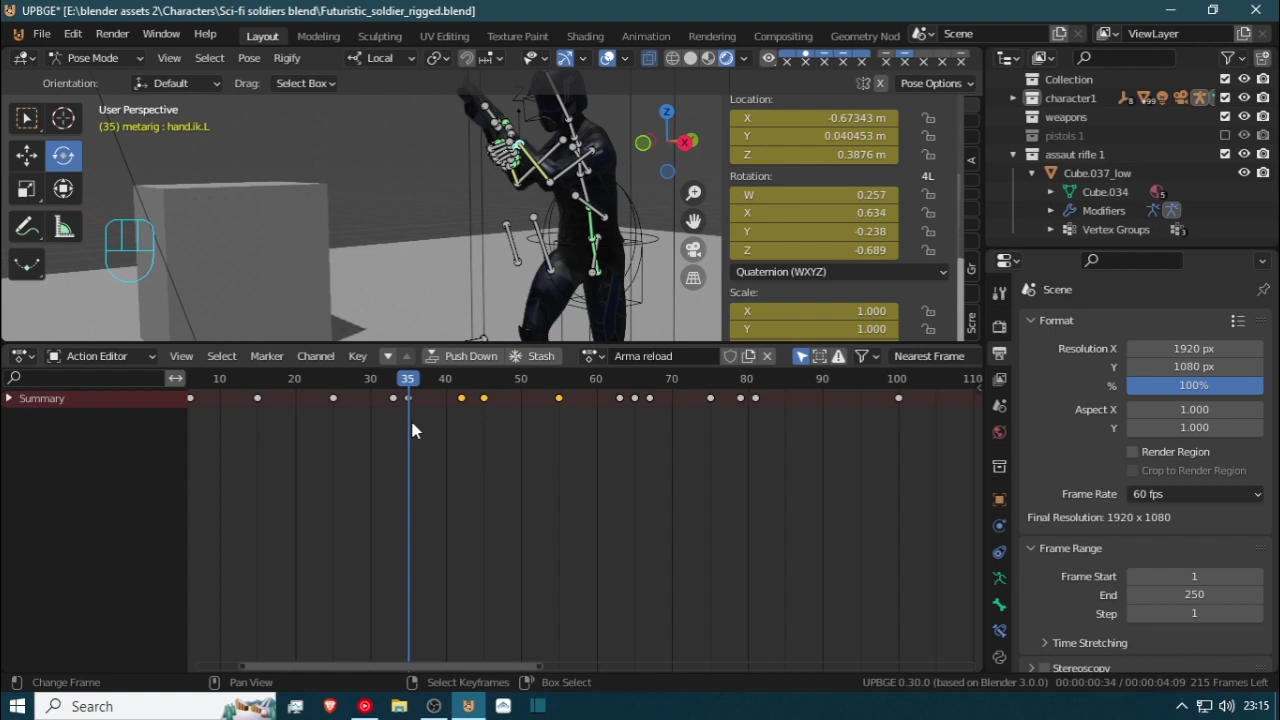 UPBGE* [E:\blender assets 2\Characters\Sci-fi soldiers blend\Futuristic_soldier_rigged.blend]
File Edit Render Window Help Layout Modeling Sculpting UV Editing Texture Paint Shading Animation Rendering Compositing Geometry Nod Scene ViewLayer
Pose Mode View Select Pose Rigify Local
Orientation: Default Drag: Select Box Pose Options
User Perspective
(35) metarig : hand.ik.L
Location:
X -0.67343 m
Y 0.040453 m
Z 0.3876 m
Rotation: 4L
W 0.257
X 0.634
Y -0.238
Z -0.689
Quaternion (WXYZ)
Scale:
X 1.000
Y 1.000
Z
X
A
Gr
Scre
Collection
character1 8 99
weapons
pistols 1
assaut rifle 1
Cube.037_low
Cube.034 5
Modifiers
Vertex Groups
Scene
Format
Resolution X 1920 px
Y 1080 px
% 100%
Aspect X 1.000
Y 1.000
Render Region
Crop to Render Region
Frame Rate 60 fps
Final Resolution: 1920 x 1080
Frame Range
Frame Start 1
End 250
Step 1
Time Stretching
Stereoscopy
Action Editor View Select Marker Channel Key Push Down Stash Arma reload Nearest Frame
10 20 30 35 40 50 60 70 80 90 100 110
Summary
Change Frame Pan View Select Keyframes Box Select UPBGE 0.30.0 (based on Blender 3.0.0) 00:00:00:34 / 00:00:04:09 215 Frames Left
Search 23:15